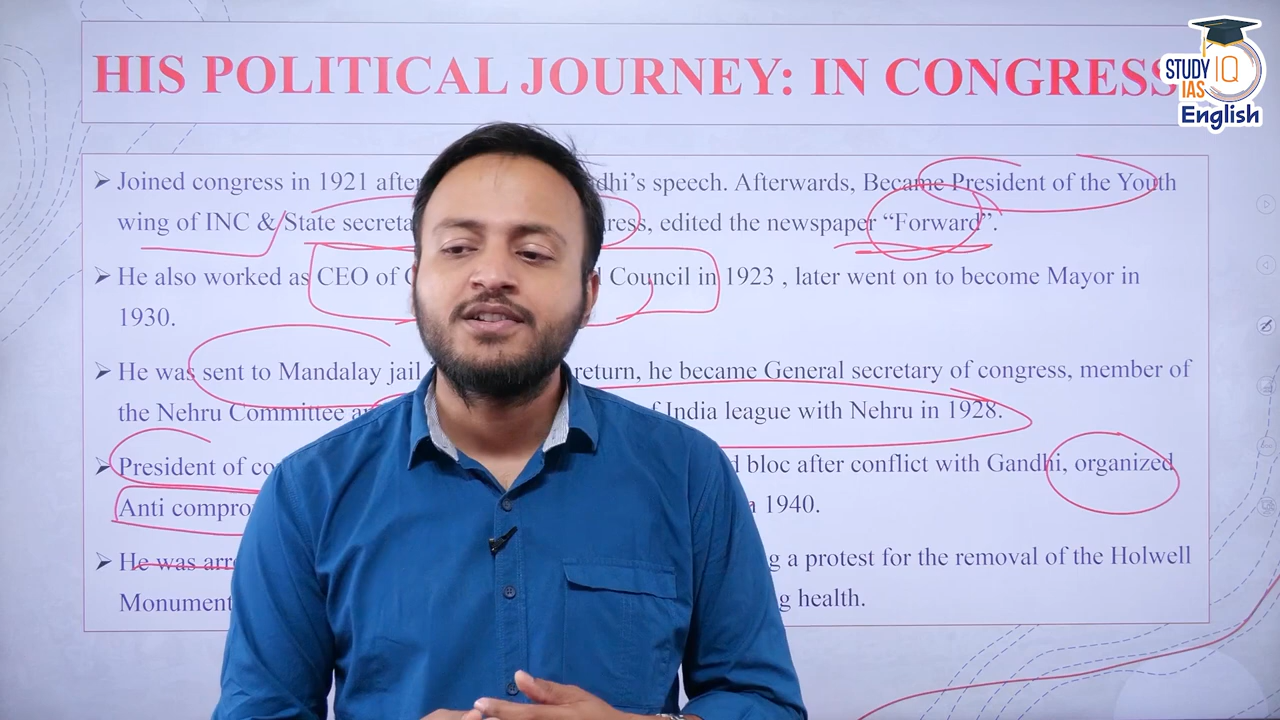 HIS POLITICAL JOURNEY: IN CONGRESS
STUDY IQ
IAS
English
➤ Joined congress in 1921 after dhi’s speech. Afterwards, Became President of the Youth
wing of INC & State secreta ress, edited the newspaper “Forward”.
➤ He also worked as CEO of Council in 1923 , later went on to become Mayor in
1930.
➤ He was sent to Mandalay jail return, he became General secretary of congress, member of
the Nehru Committee an f India league with Nehru in 1928.
➤ President of co d bloc after conflict with Gandhi, organized
Anti compro a 1940.
➤ He was arre g a protest for the removal of the Holwell
Monument g health.